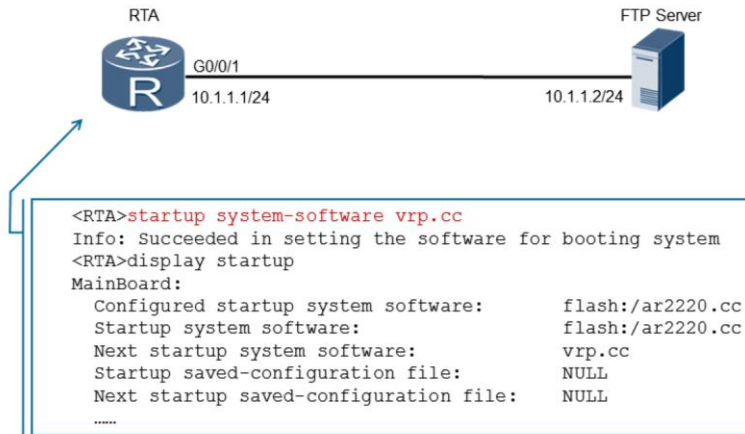 RTA
FTP Server
G0/0/1
R
10.1.1.1/24
10.1.1.2/24
<RTA>startup system-software vrp.cc
Info: Succeeded in setting the software for booting system
<RTA>display startup
MainBoard:
Configured startup system software: flash:/ar2220.cc
Startup system software: flash:/ar2220.cc
Next startup system software: vrp.cc
Startup saved-configuration file: NULL
Next startup saved-configuration file: NULL
……